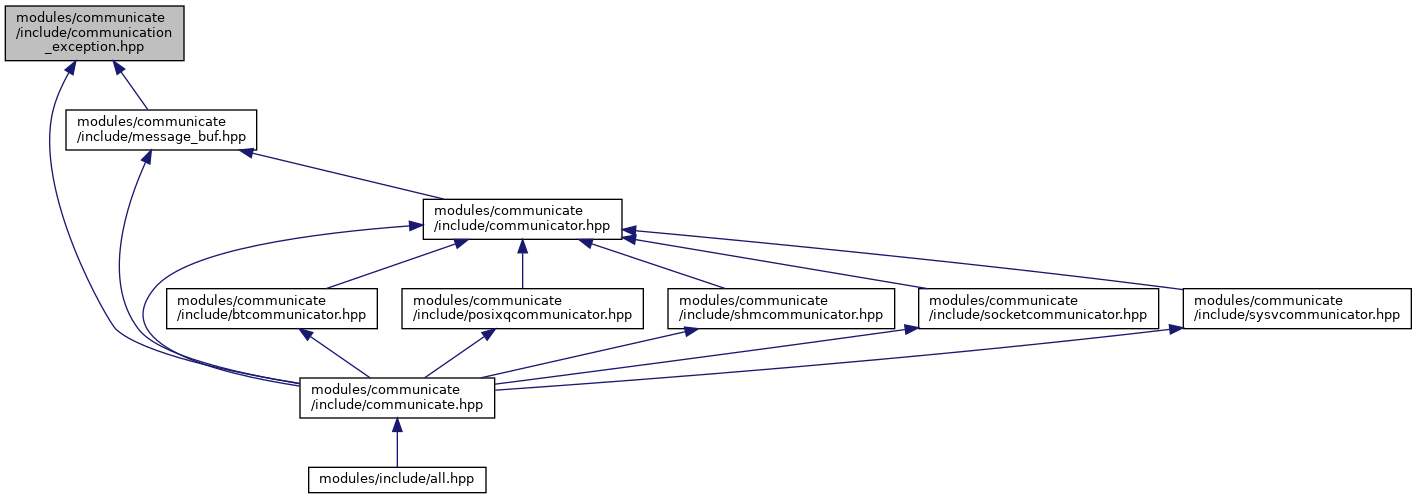 modules/communicate
/include/communication
_exception.hpp
modules/communicate
/include/message_buf.hpp
modules/communicate
/include/communicator.hpp
modules/communicate
/include/btcommunicator.hpp
modules/communicate
/include/posixqcommunicator.hpp
modules/communicate
/include/shmcommunicator.hpp
modules/communicate
/include/socketcommunicator.hpp
modules/communicate
/include/sysvcommunicator.hpp
modules/communicate
/include/communicate.hpp
modules/include/all.hpp